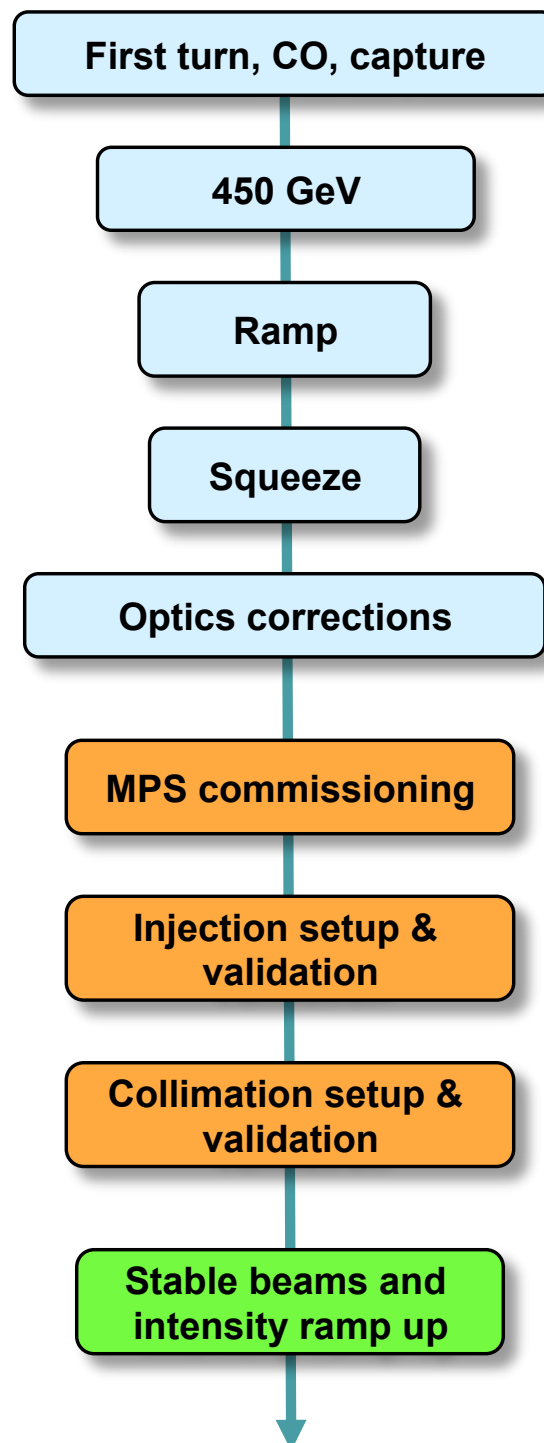 First turn, CO, capture
450 GeV
Ramp
Squeeze
Optics corrections
MPS commissioning
Injection setup &
validation
Collimation setup &
validation
Stable beams and
intensity ramp up